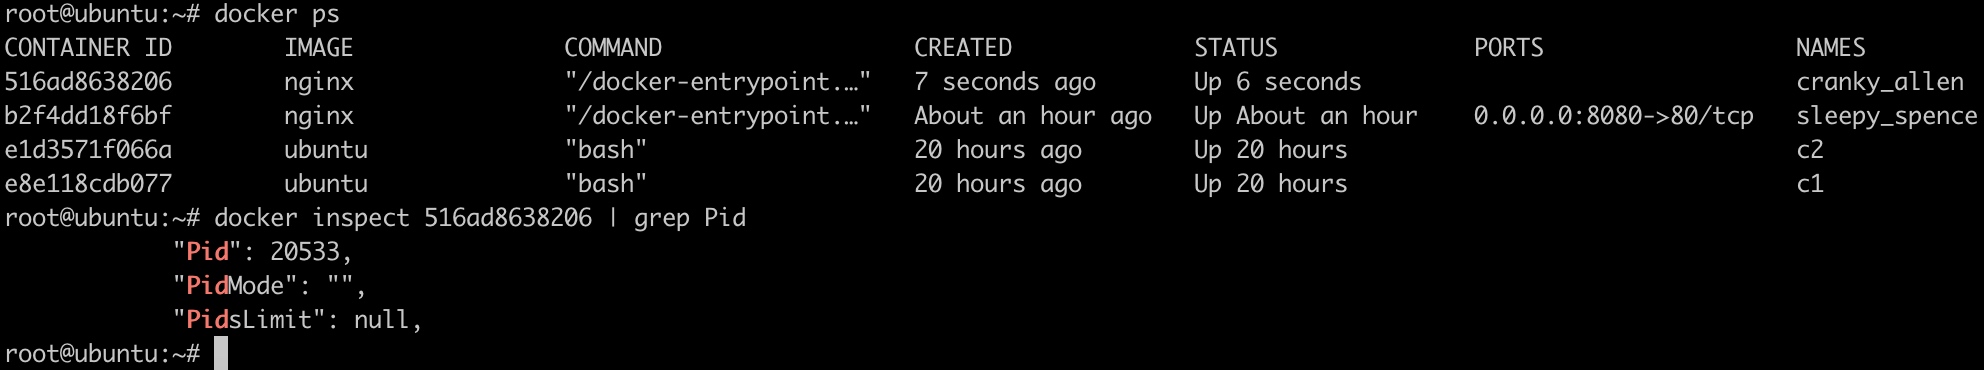 root@ubuntu:~# docker ps
CONTAINER ID        IMAGE               COMMAND                  CREATED             STATUS              PORTS                  NAMES
516ad8638206        nginx               "/docker-entrypoint.…"   7 seconds ago       Up 6 seconds                               cranky_allen
b2f4dd18f6bf        nginx               "/docker-entrypoint.…"   About an hour ago   Up About an hour    0.0.0.0:8080->80/tcp   sleepy_spence
e1d3571f066a        ubuntu              "bash"                   20 hours ago        Up 20 hours                                c2
e8e118cdb077        ubuntu              "bash"                   20 hours ago        Up 20 hours                                c1
root@ubuntu:~# docker inspect 516ad8638206 | grep Pid
            "Pid": 20533,
            "PidMode": "",
            "PidsLimit": null,
root@ubuntu:~#